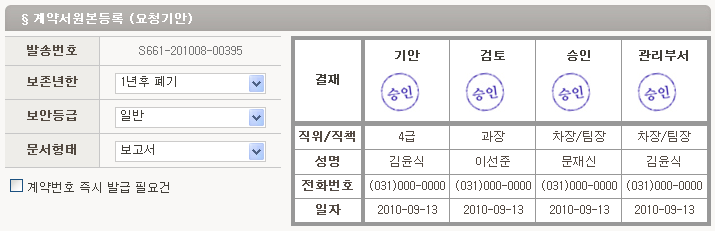 § 계약서원본등록 (요청기안)
발송번호 S661-201008-00395
보존년한 1년후 폐기
보안등급 일반
문서형태 보고서
계약번호 즉시 발급 필요건
결재 기안 검토 승인 관리부서
승인 승인 승인 승인
직위/직책 4급 과장 차장/팀장 차장/팀장
성명 김윤식 이선준 문재신 김윤식
전화번호 (031)000-0000 (031)000-0000 (031)000-0000 (031)000-0000
일자 2010-09-13 2010-09-13 2010-09-13 2010-09-13